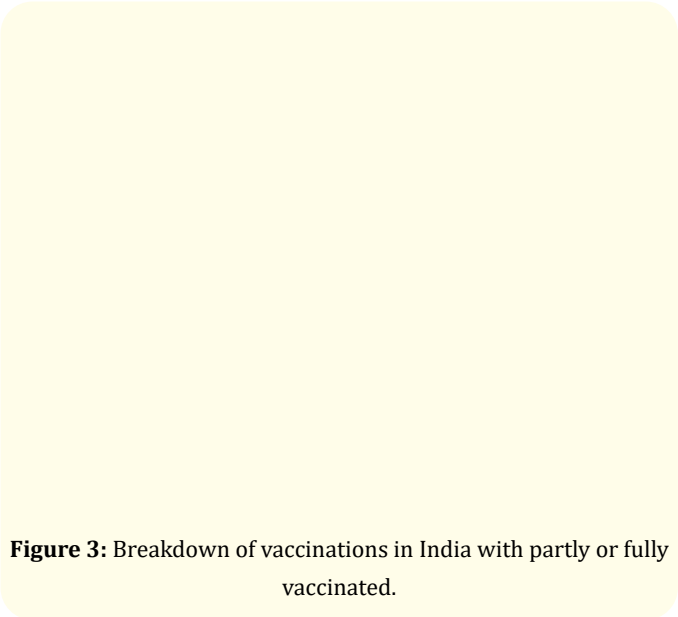 Figure 3: Breakdown of vaccinations in India with partly or fully
vaccinated.